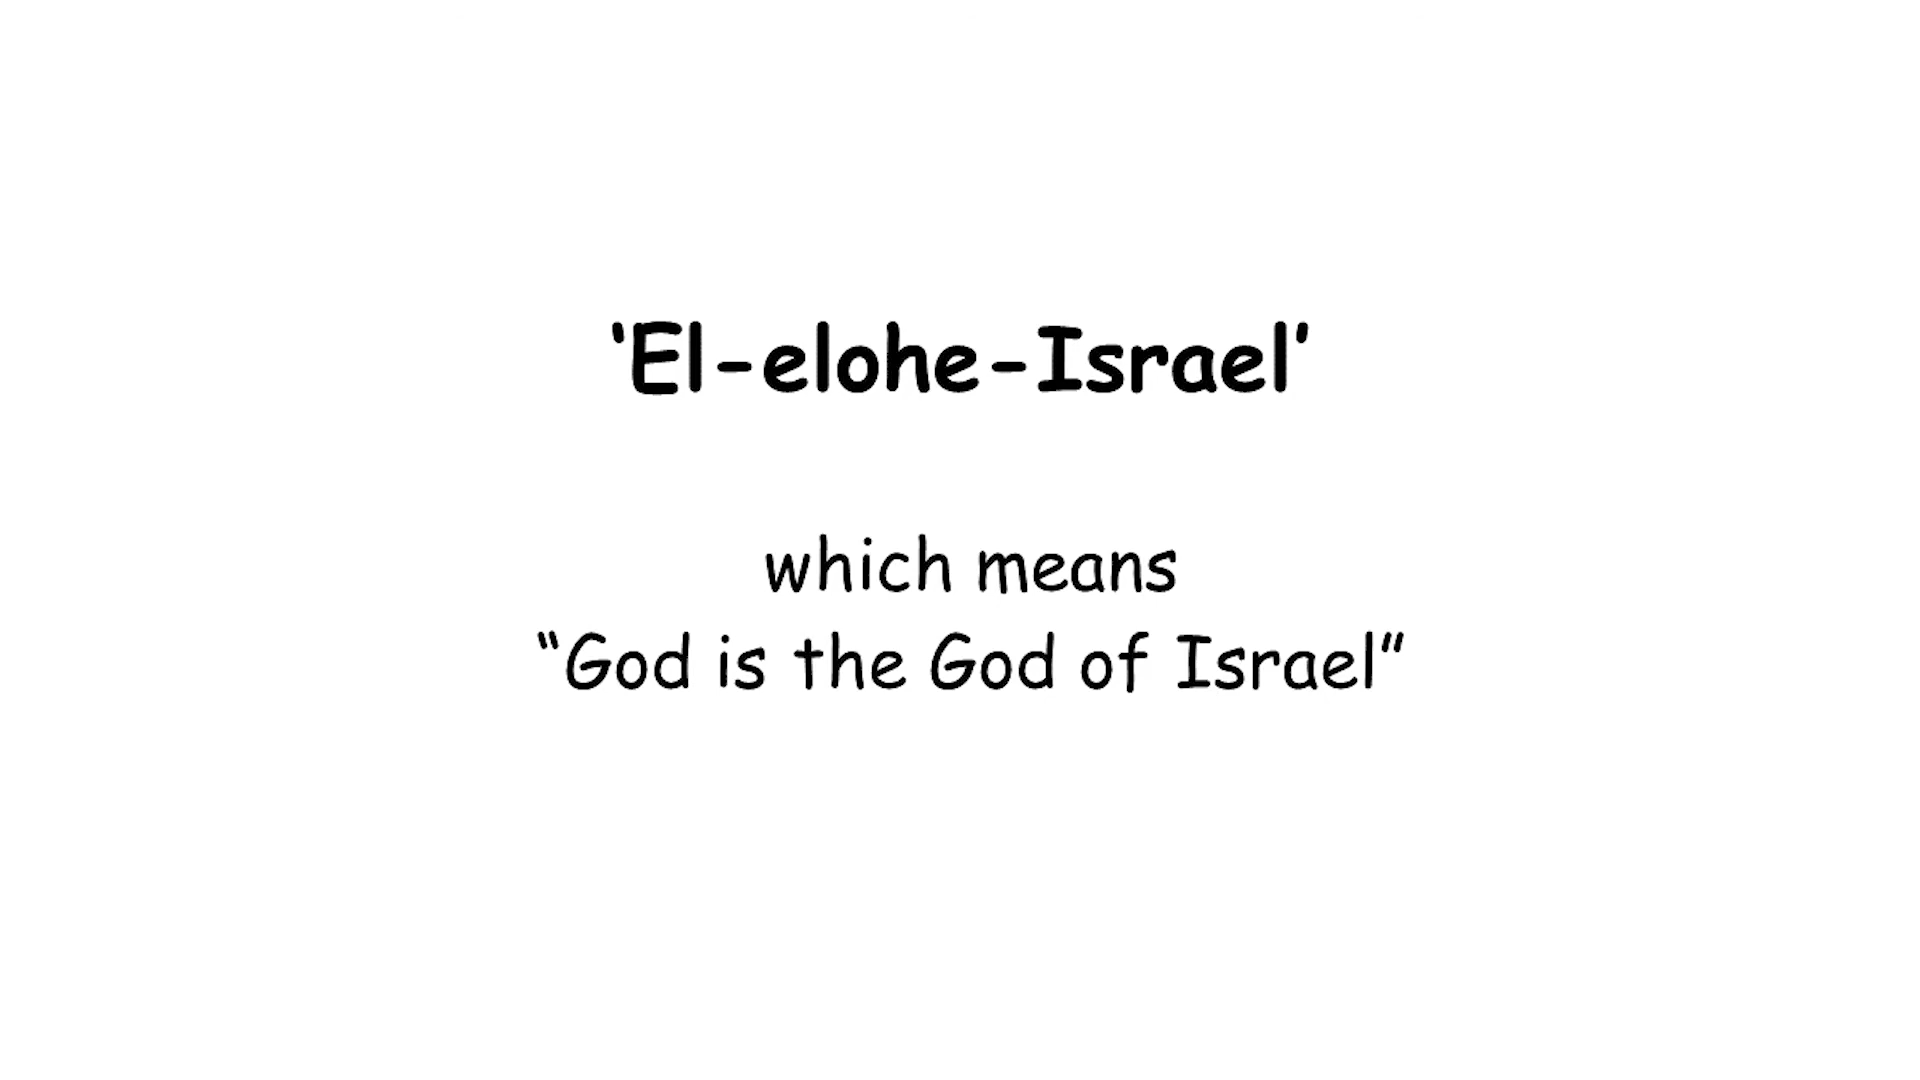 ‘El-elohe-Israel’
which means
“God is the God of Israel”